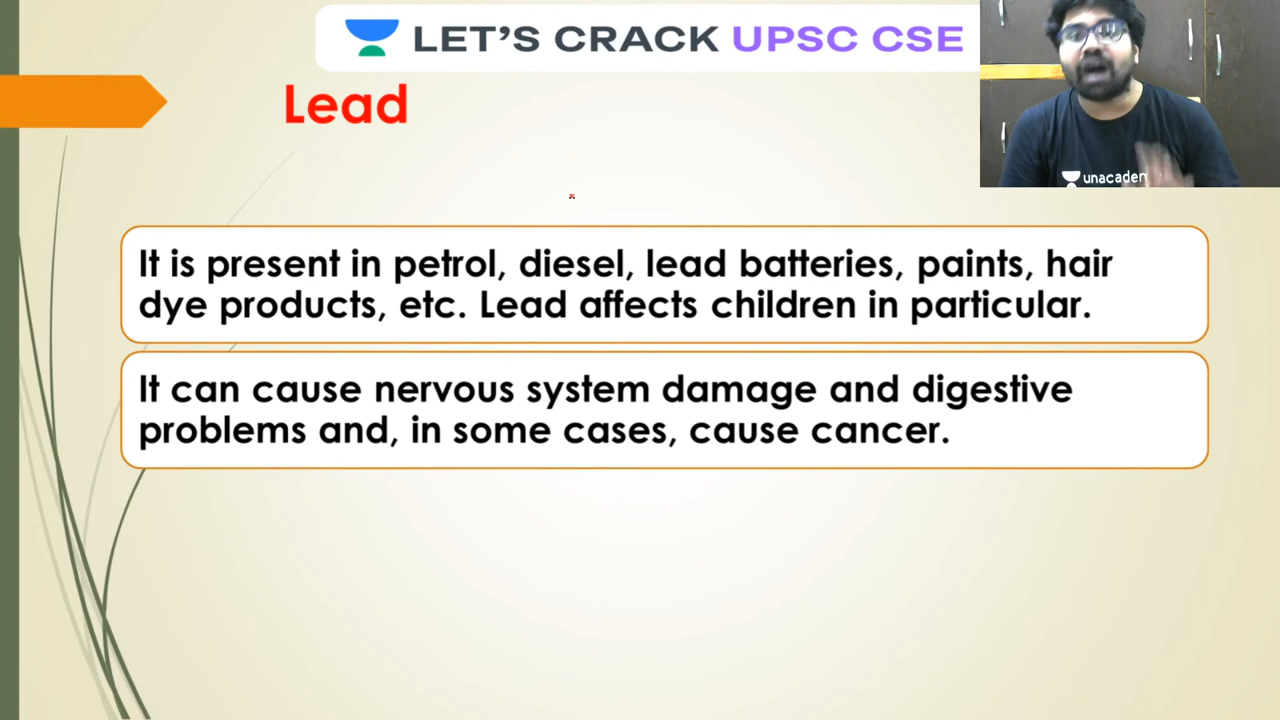 LET'S CRACK UPSC CSE
Lead
unacadem
It is present in petrol, diesel, lead batteries, paints, hair
dye products, etc. Lead affects children in particular.
It can cause nervous system damage and digestive
problems and, in some cases, cause cancer.